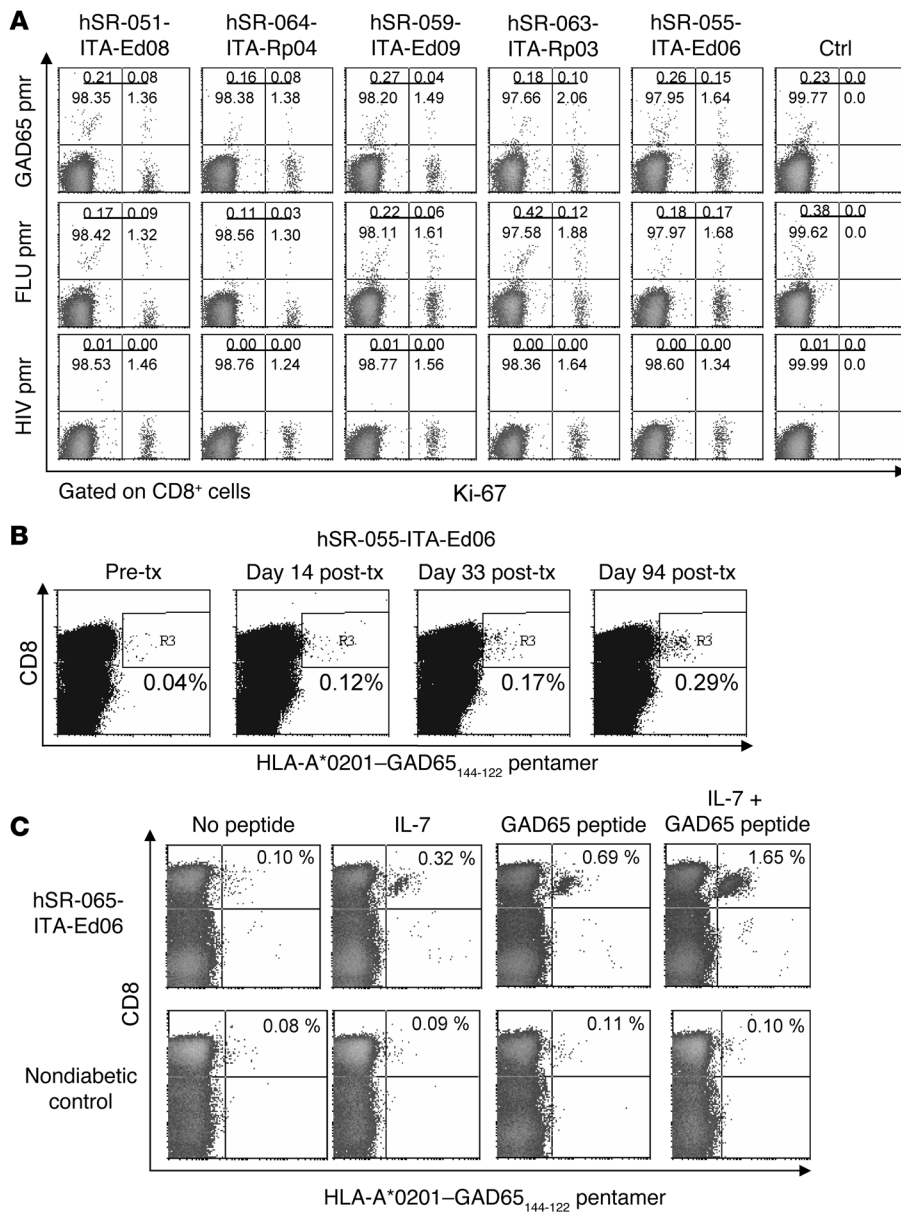 A
hSR-051-
ITA-Ed08
hSR-064-
ITA-Rp04
hSR-059-
ITA-Ed09
hSR-063-
ITA-Rp03
hSR-055-
ITA-Ed06
Ctrl
GAD65 pmr
0.21 0.08
98.35 1.36
0.16 0.08
98.38 1.38
0.27 0.04
98.20 1.49
0.18 0.10
97.66 2.06
0.26 0.15
97.95 1.64
0.23 0.0
99.77 0.0
FLU pmr
0.17 0.09
98.42 1.32
0.11 0.03
98.56 1.30
0.22 0.06
98.11 1.61
0.42 0.12
97.58 1.88
0.18 0.17
97.97 1.68
0.38 0.0
99.62 0.0
HIV pmr
0.01 0.00
98.53 1.46
0.00 0.00
98.76 1.24
0.01 0.00
98.77 1.56
0.00 0.00
98.36 1.64
0.00 0.00
98.60 1.34
0.01 0.0
99.99 0.0
Gated on CD8⁺ cells
Ki-67
B
hSR-055-ITA-Ed06
Pre-tx
Day 14 post-tx
Day 33 post-tx
Day 94 post-tx
CD8
R3
0.04%
R3
0.12%
R3
0.17%
R3
0.29%
HLA-A*0201–GAD65₁₄₄₋₁₂₂ pentamer
C
No peptide
IL-7
GAD65 peptide
IL-7 +
GAD65 peptide
hSR-065-
ITA-Ed06
0.10 %
0.32 %
0.69 %
1.65 %
CD8
Nondiabetic
control
0.08 %
0.09 %
0.11 %
0.10 %
HLA-A*0201–GAD65₁₄₄₋₁₂₂ pentamer